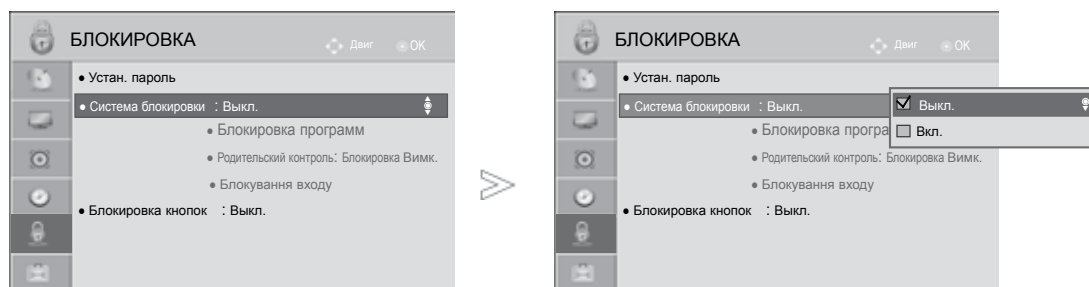 БЛОКИРОВКА
Двиг OK
● Устан. пароль
● Система блокировки : Выкл.
● Блокировка программ
● Родительский контроль: Блокировка Вимк.
● Блокування входу
● Блокировка кнопок : Выкл.
БЛОКИРОВКА
Двиг OK
● Устан. пароль
● Система блокировки : Выкл.
Выкл.
● Блокировка програ
Вкл.
● Родительский контроль: Блокировка Вимк.
● Блокування входу
● Блокировка кнопок : Выкл.